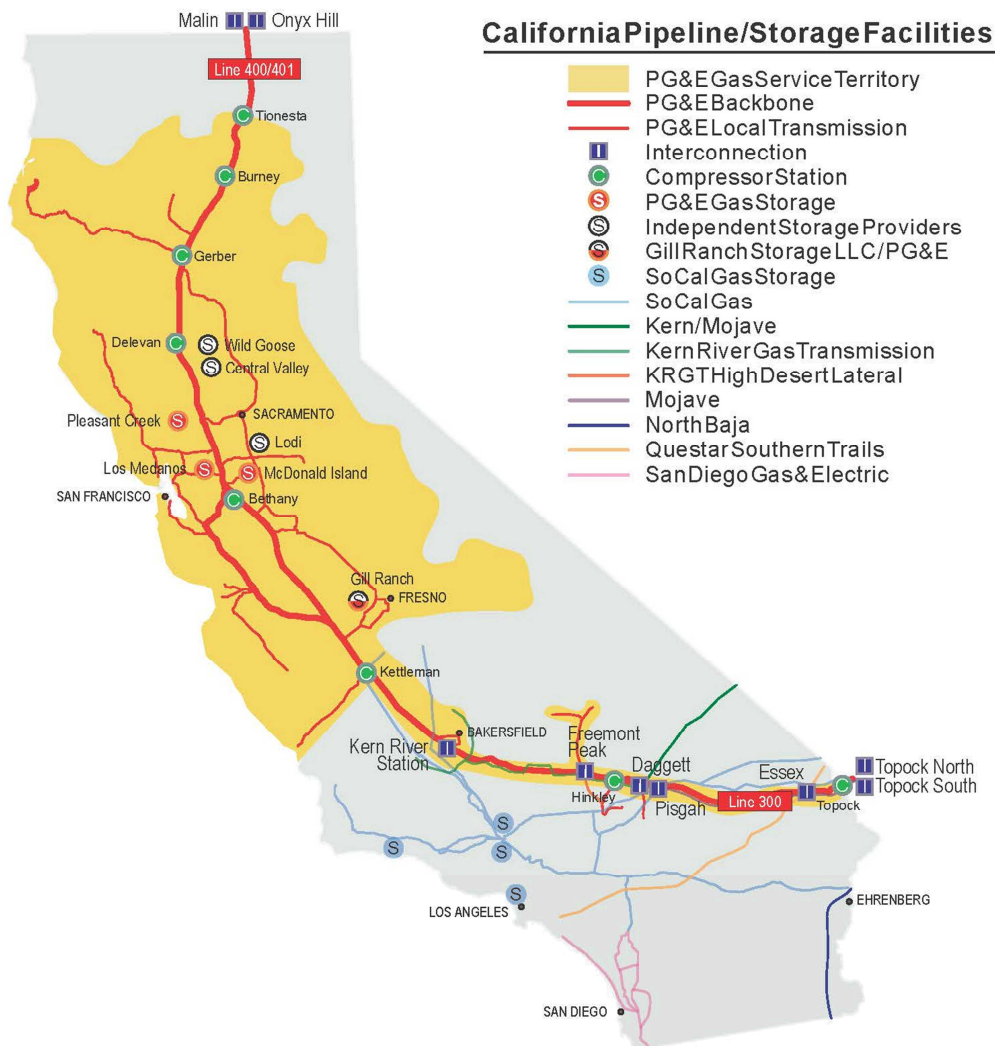 Malin
Onyx Hill
California Pipeline/Storage Facilities
Line 400/401
PG&E Gas Service Territory
PG&E Backbone
PG&E Local Transmission
I Interconnection
C Compressor Station
S PG&E Gas Storage
S Independent Storage Providers
S Gill Ranch Storage LLC/PG&E
S SoCal Gas Storage
SoCal Gas
Kern/Mojave
Kern River Gas Transmission
KRGT High Desert Lateral
Mojave
North Baja
Questar Southern Trails
San Diego Gas & Electric
C Tionesta
C Burney
C Gerber
Delevan C
S Wild Goose
S Central Valley
Pleasant Creek S
SACRAMENTO
S Lodi
Los Medanos S
S McDonald Island
SAN FRANCISCO
C Bethany
Gill Ranch
S
FRESNO
C Kettleman
BAKERSFIELD
Kern River
Station
I
Freemont
Peak
I
Daggett
I
Essex
I
I Topock North
I Topock South
Hinkley
C
I
Pisgah
Line 300
Topock
C
S
S
S
S
LOS ANGELES
EHRENBERG
SAN DIEGO